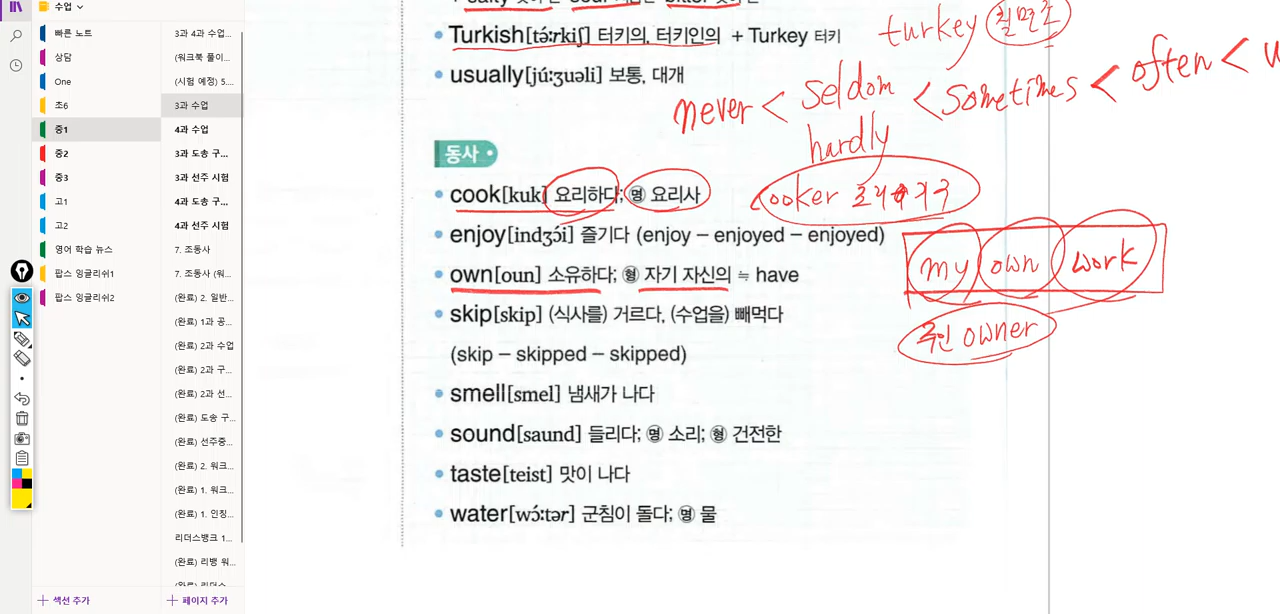 수업
빠른 노트
상담
One
초6
중1
중2
중3
고1
고2
영어 학습 뉴스
팝스 잉글리쉬1
팝스 잉글리쉬2
섹션 추가
3과 4과 수업...
(워크북 풀이...
(시험 예정) 5...
3과 수업
4과 수업
3과 도송 구...
3과 선주 시험
4과 도송 구...
4과 선주 시험
7. 조동사
7. 조동사 (워...
(완료) 2. 일반...
(완료) 1과 공...
(완료) 2과 수업
(완료) 2과 구...
(완료) 2과 선...
(완료) 도송 구...
(완료) 선주중...
(완료) 2. 워크...
(완료) 1. 워크...
(완료) 1. 인칭...
리더스뱅크 1...
(완료) 리뱅 워...
페이지 추가
Turkish[tə́ːrkiʃ] 터키의, 터키인의 + Turkey 터키
turkey 칠면조
usually[júːʒuəli] 보통, 대개
never < seldom < sometimes < often <
hardly
동사
cook[kuk] 요리하다; 명 요리사
cooker 조리기구
enjoy[indʒɔ́i] 즐기다 (enjoy – enjoyed – enjoyed)
own[oun] 소유하다; 형 자기 자신의 ≒ have
my own work
skip[skip] (식사를) 거르다, (수업을) 빼먹다
주인 owner
(skip – skipped – skipped)
smell[smel] 냄새가 나다
sound[saund] 들리다; 명 소리; 형 건전한
taste[teist] 맛이 나다
water[wɔ́ːtər] 군침이 돌다; 명 물